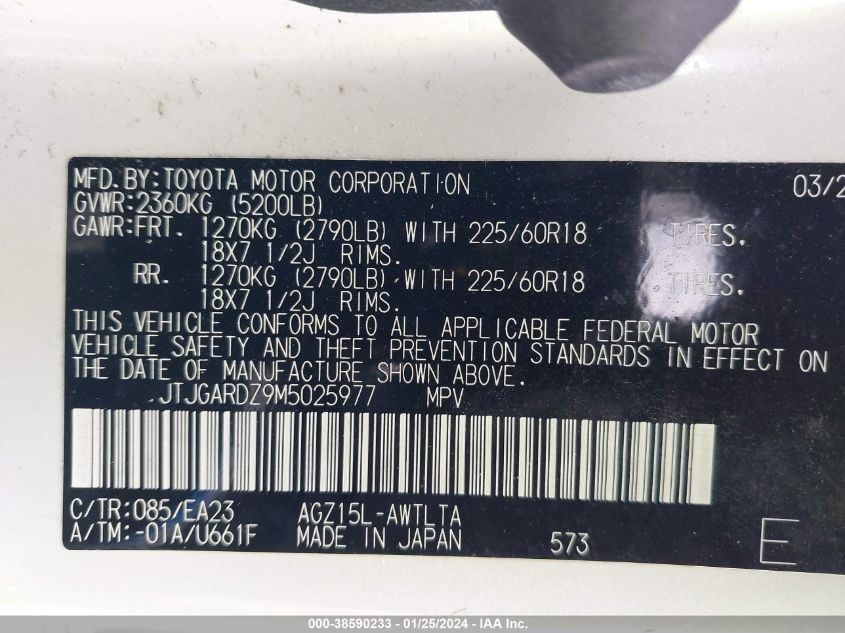 MFD.BY:TOYOTA MOTOR CORPORATION 03/2
GVWR:2360KG (5200LB)
GAWR:FRT. 1270KG (2790LB) WITH 225/60R18 TIRES.
18X7 1/2J RIMS.
RR. 1270KG (2790LB) WITH 225/60R18 TIRES.
18X7 1/2J RIMS.
THIS VEHICLE CONFORMS TO ALL APPLICABLE FEDERAL MOTOR
VEHICLE SAFETY AND THEFT PREVENTION STANDARDS IN EFFECT ON
THE DATE OF MANUFACTURE SHOWN ABOVE.
JTJGARDZ9M5025977 MPV
C/TR:085/EA23 AGZ15L-AWTLTA
A/TM:-01A/U661F MADE IN JAPAN 573 E
000-38590233 - 01/25/2024 - IAA Inc.